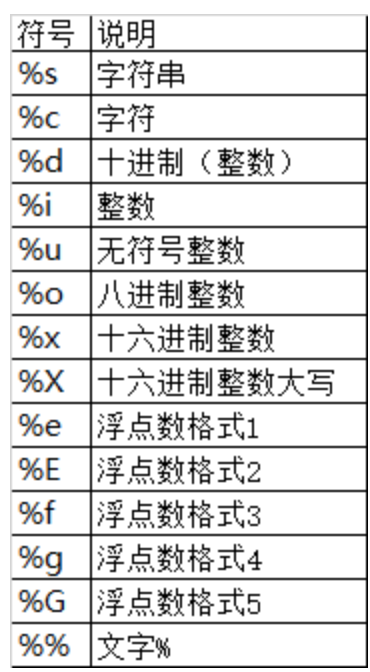 符号 说明
%s 字符串
%c 字符
%d 十进制（整数）
%i 整数
%u 无符号整数
%o 八进制整数
%x 十六进制整数
%X 十六进制整数大写
%e 浮点数格式1
%E 浮点数格式2
%f 浮点数格式3
%g 浮点数格式4
%G 浮点数格式5
%% 文字%